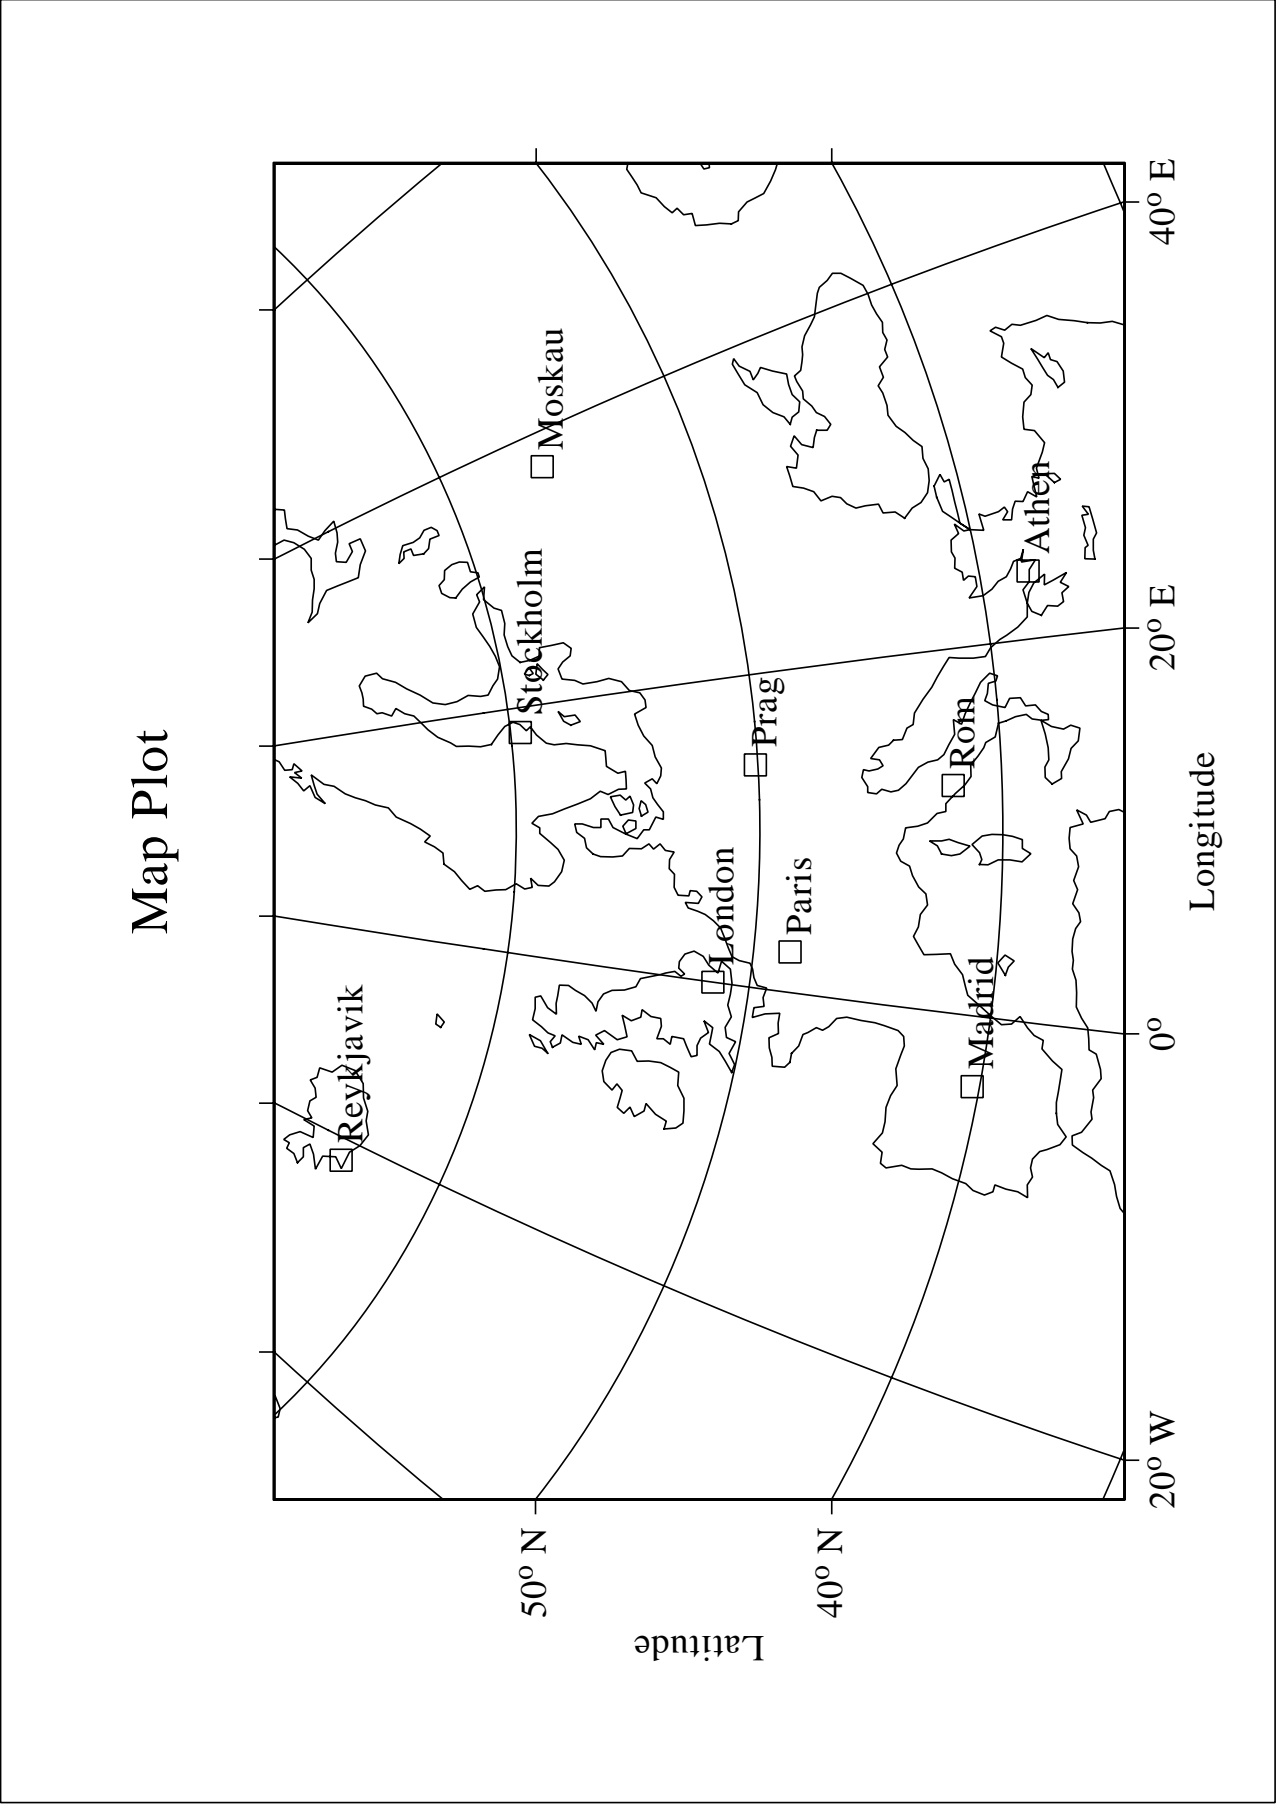 Map Plot
Reykjavik
Stockholm
Moskau
London
Prag
Paris
Rom
Madrid
Athen
50° N
40° N
Latitude
20° W
0°
20° E
40° E
Longitude